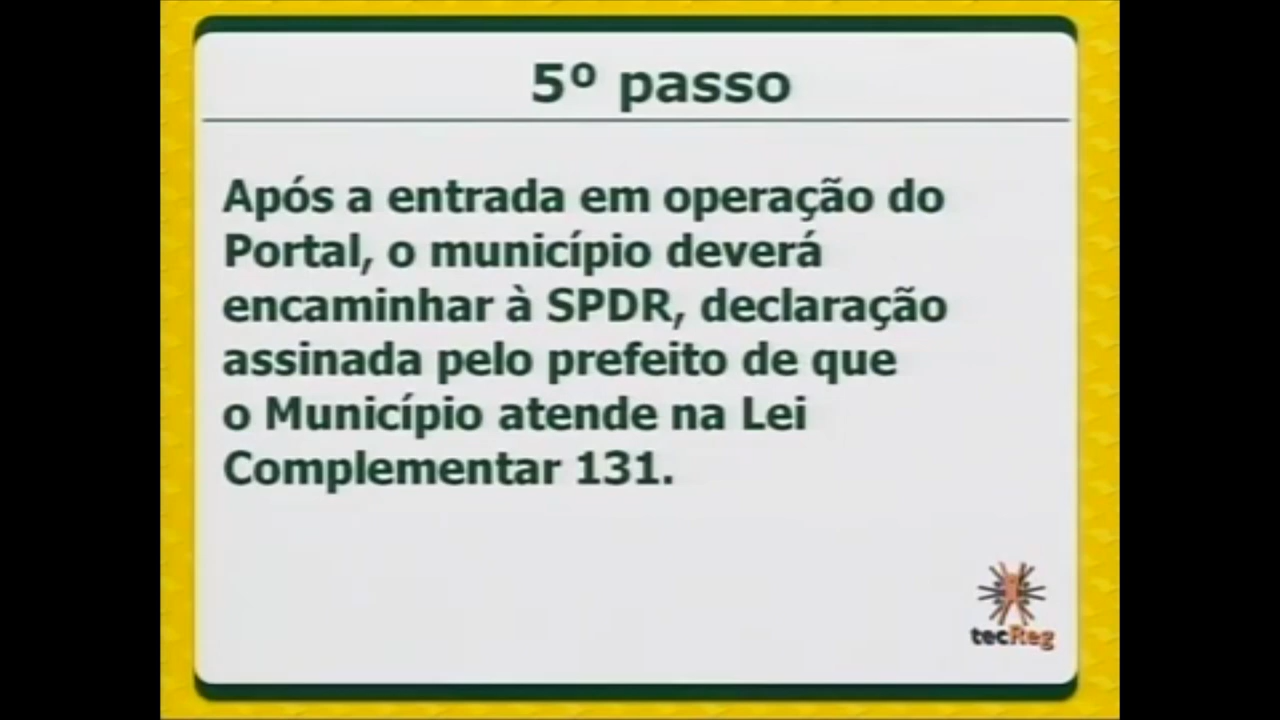 5º passo
Após a entrada em operação do
Portal, o município deverá
encaminhar à SPDR, declaração
assinada pelo prefeito de que
o Município atende na Lei
Complementar 131.
tecReg